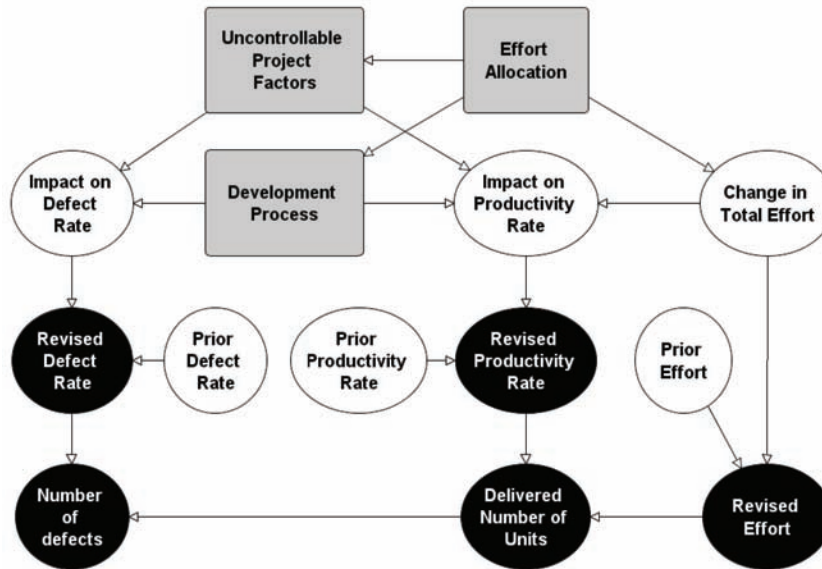 Uncontrollable
Project
Factors
Effort
Allocation
Impact on
Defect
Rate
Development
Process
Impact on
Productivity
Rate
Change in
Total Effort
Revised
Defect
Rate
Prior
Defect
Rate
Prior
Productivity
Rate
Revised
Productivity
Rate
Prior
Effort
Number
of
defects
Delivered
Number of
Units
Revised
Effort